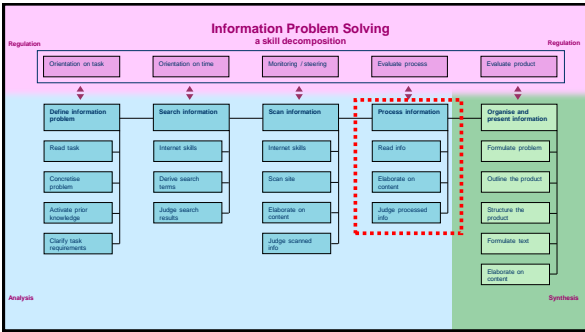 Information Problem Solving
a skill decomposition
Regulation
Regulation
Orientation on task
Orientation on time
Monitoring / steering
Evaluate process
Evaluate product
Define information
problem
Search information
Scan information
Process information
Organise and
present information
Read task
Internet skills
Internet skills
Read info
Formulate problem
Concretise
problem
Derive search
terms
Scan site
Elaborate on
content
Outline the product
Activate prior
knowledge
Judge search
results
Elaborate on
content
Judge processed
info
Structure the
product
Clarify task
requirements
Judge scanned
info
Formulate text
Elaborate on
content
Analysis
Synthesis